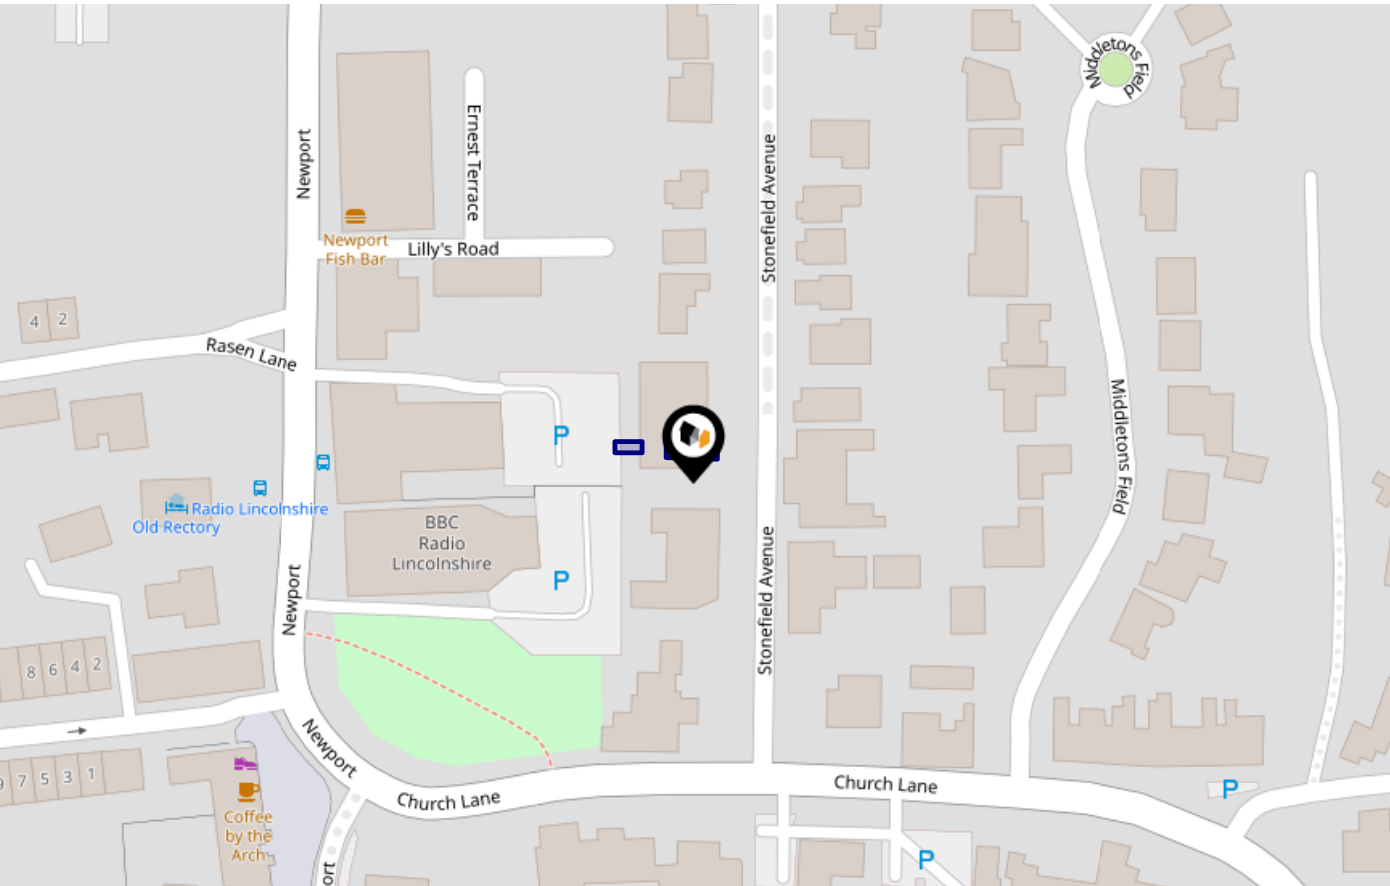 Middletons Field
Newport
Ernest Terrace
Stonefield Avenue
Newport
Fish Bar
Lilly's Road
4 2
Rasen Lane
Middletons Field
P
Radio Lincolnshire
Old Rectory
BBC
Radio
Lincolnshire
P
Newport
Stonefield Avenue
8 6 4 2
Newport
9 7 5 3 1
Church Lane
Church Lane
P
Coffee
by the
Arch
P
ort